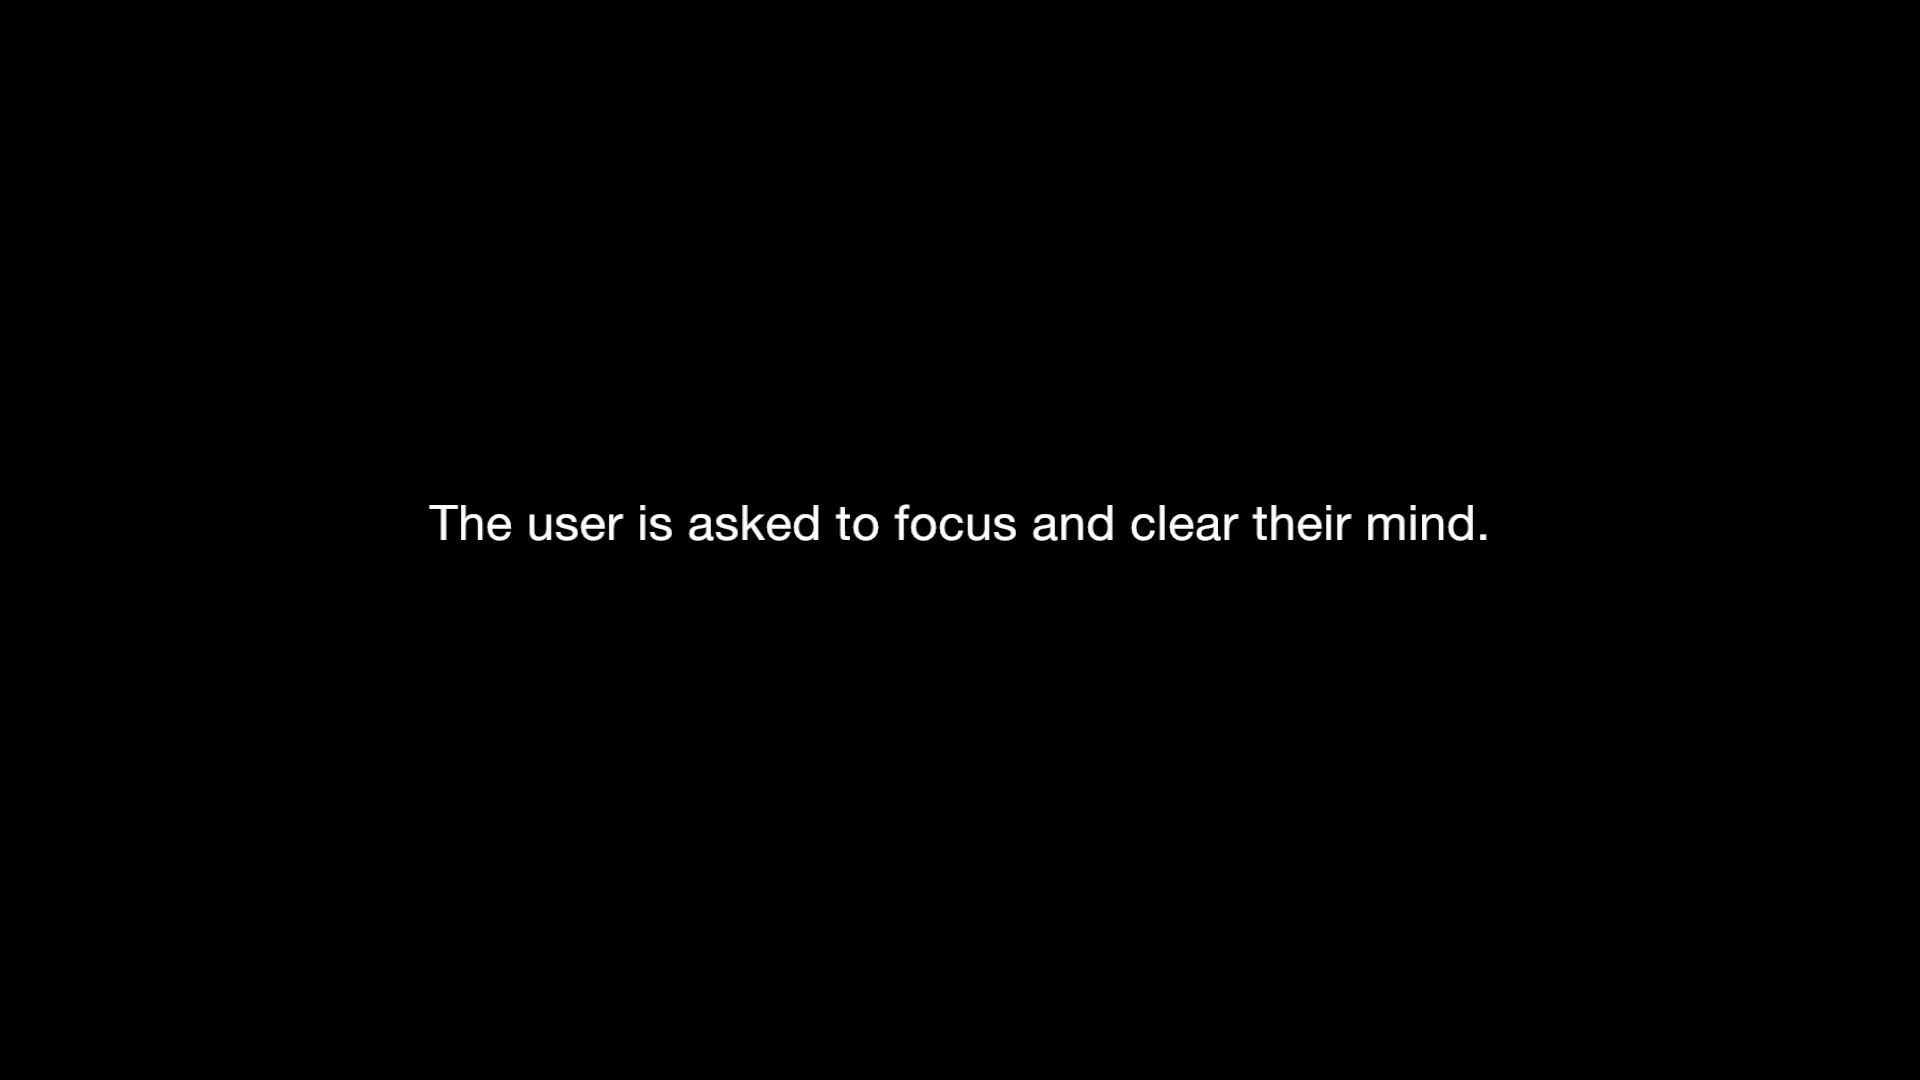 The user is asked to focus and clear their mind.